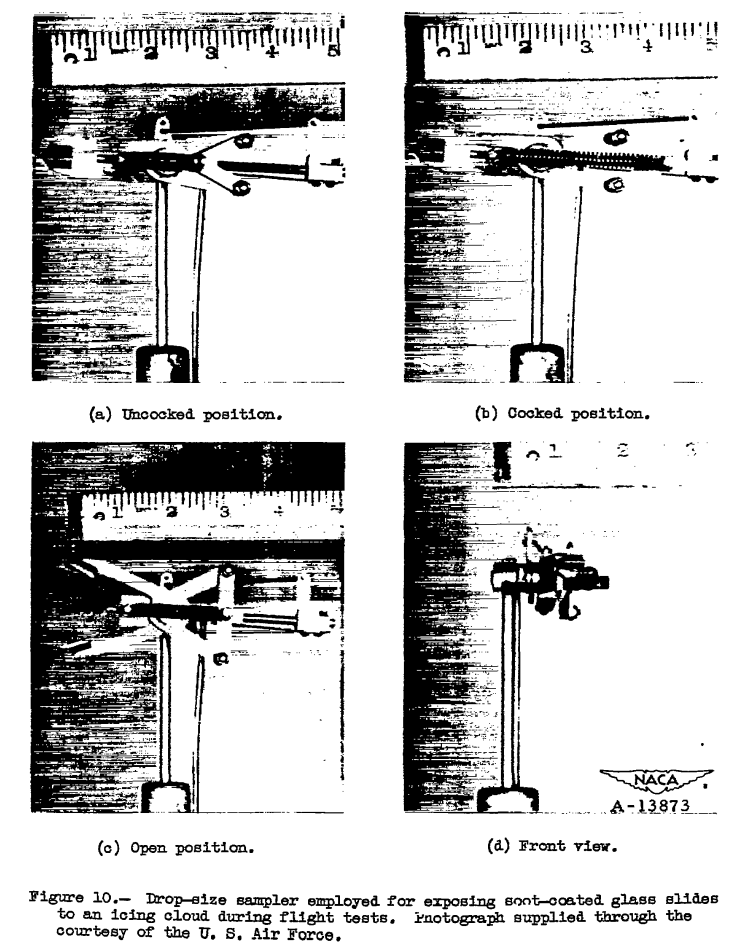 1 2 3 4 5
1 2 3 4 5
(a) Uncocked position.
(b) Cocked position.
1 2 3 4
1 2 3
NACA
A-13873
(c) Open position.
(d) Front view.
Figure 10.— Drop-size sampler employed for exposing soot-coated glass slides
to an icing cloud during flight tests. Photograph supplied through the
courtesy of the U. S. Air Force.